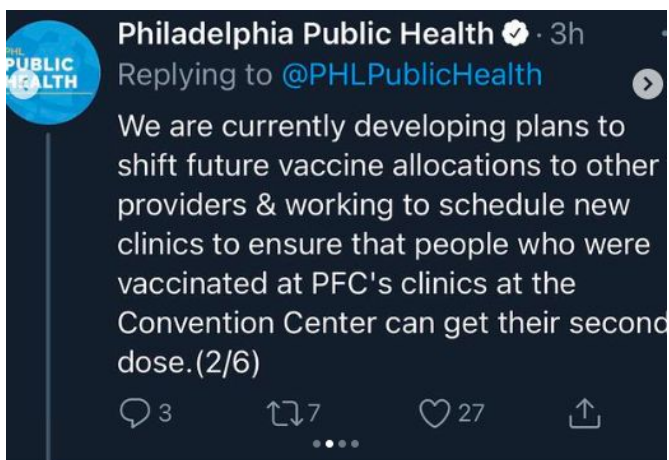 PHL
PUBLIC
HEALTH
Philadelphia Public Health · 3h
Replying to @PHLPublicHealth
We are currently developing plans to
shift future vaccine allocations to other
providers & working to schedule new
clinics to ensure that people who were
vaccinated at PFC's clinics at the
Convention Center can get their second
dose.(2/6)
3 7 27